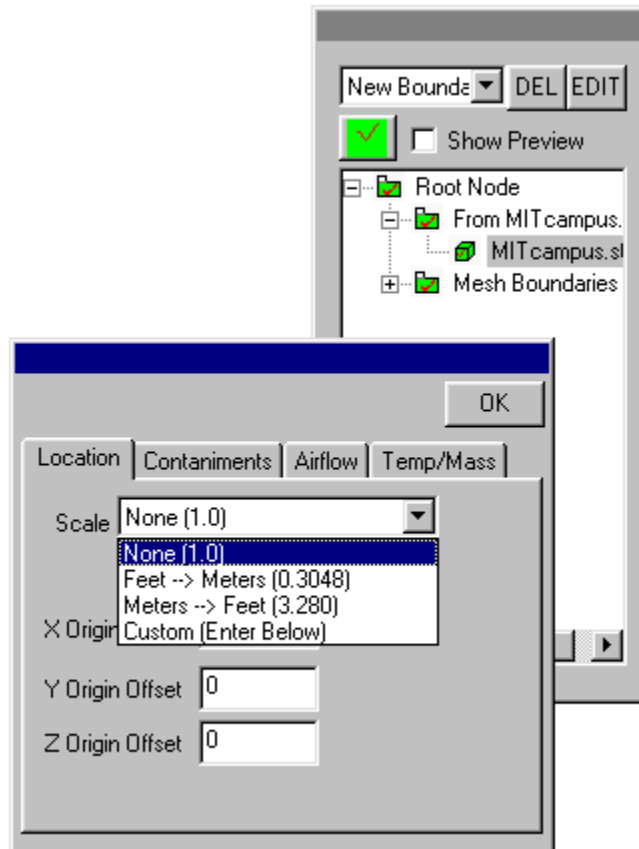 New Bounda DEL EDIT
Show Preview
Root Node
From MITcampus.
MITcampus.st
Mesh Boundaries
OK
Location Contaniments Airflow Temp/Mass
Scale None (1.0)
None (1.0)
Feet --> Meters (0.3048)
Meters --> Feet (3.280)
Custom (Enter Below)
X Origin
Y Origin Offset 0
Z Origin Offset 0